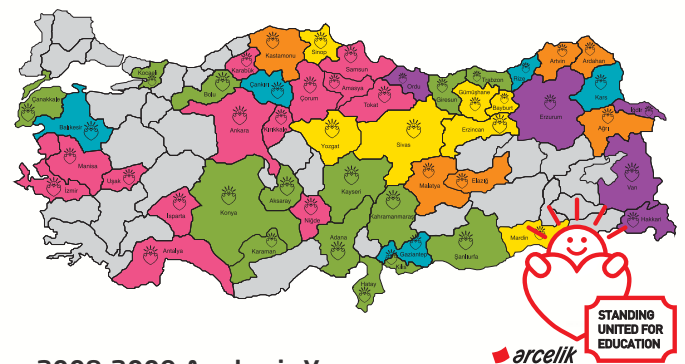 Sinop
Kastamonu
Karabük
Samsun
Artvin
Ardahan
Kocaeli
Bolu
Çankırı
Amasya
Ordu
Trabzon
Rize
Giresun
Gümüşhane
Kars
Çanakkale
Çorum
Tokat
Bayburt
Iğdır
Balıkesir
Ankara
Kırıkkale
Erzincan
Erzurum
Ağrı
Yozgat
Sivas
Manisa
İzmir
Uşak
Kayseri
Malatya
Elazığ
Van
Aksaray
Isparta
Konya
Niğde
Kahramanmaraş
Hakkari
Antalya
Karaman
Adana
Gaziantep
Kilis
Şanlıurfa
Mardin
Hatay
STANDING
UNITED FOR
EDUCATION
arcelik